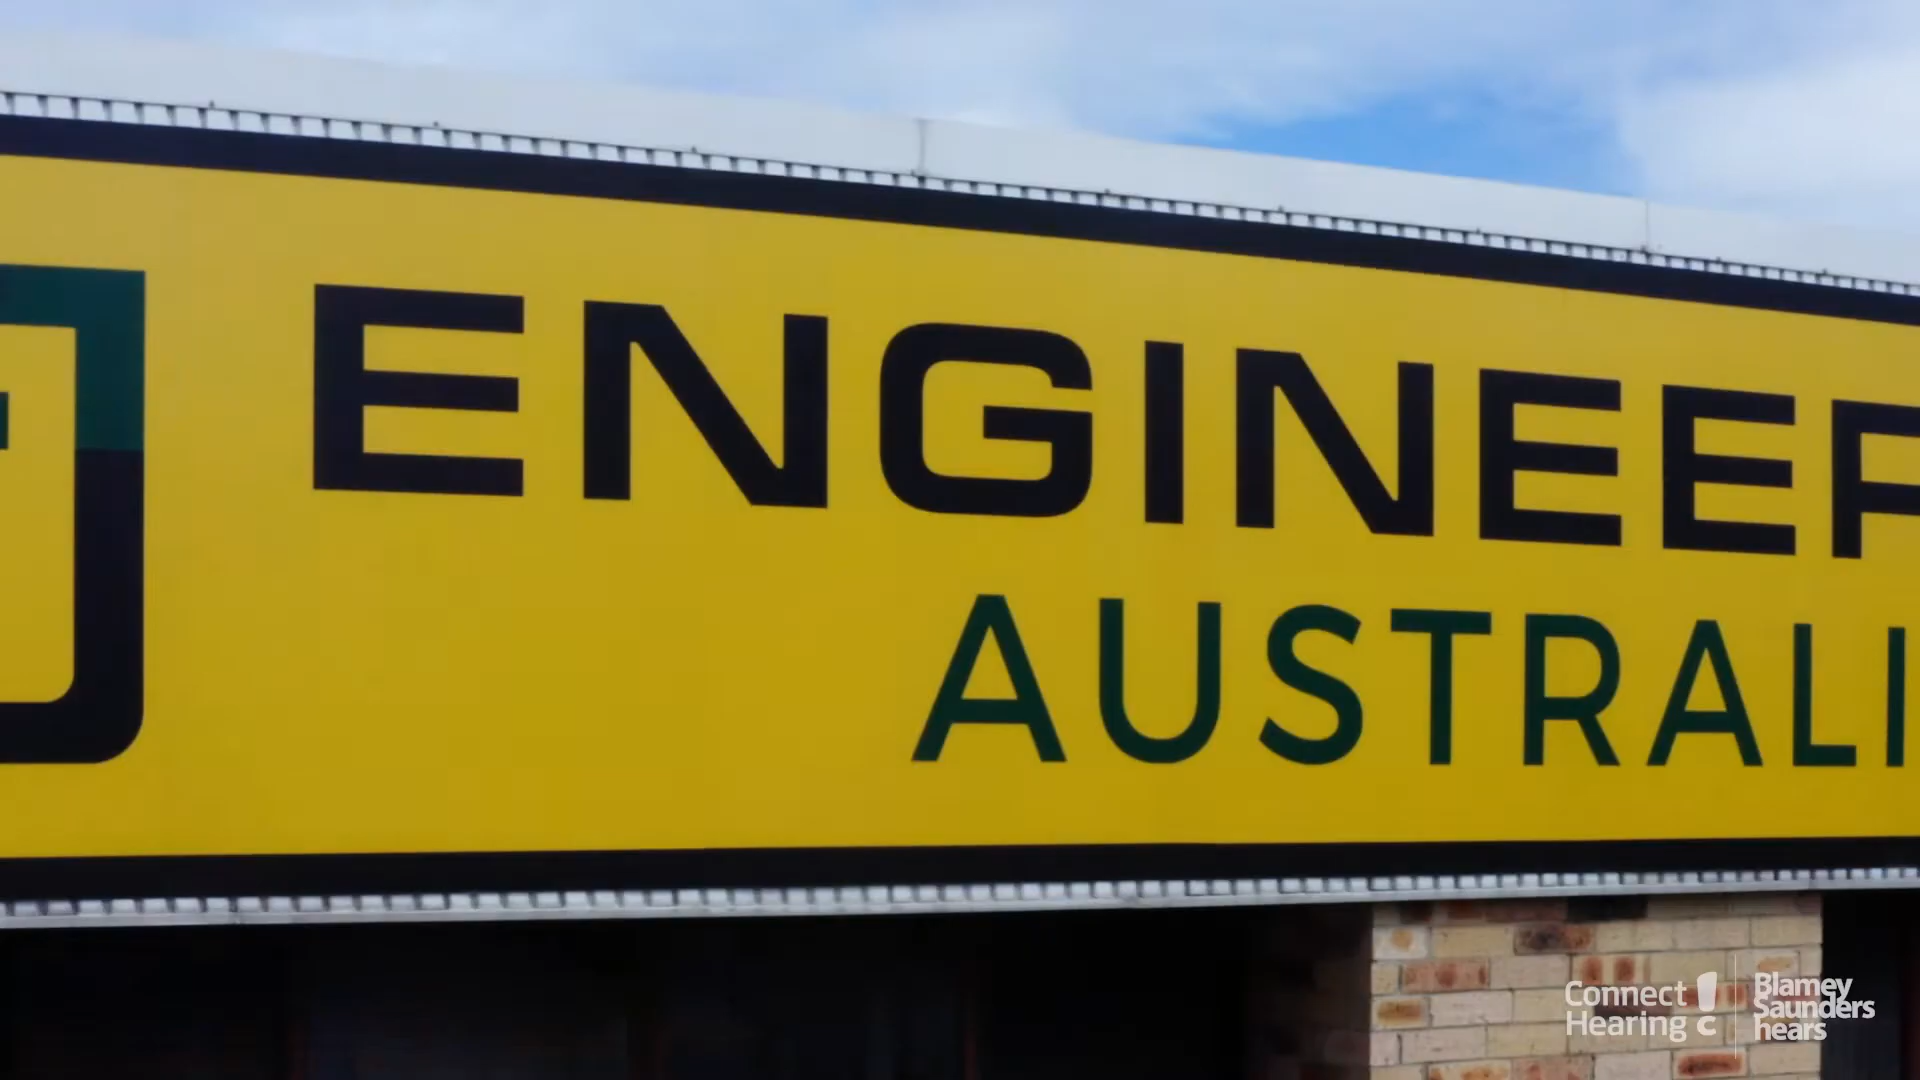 ENGINEER
AUSTRALI
Connect
Hearing
Blamey
Saunders
hears